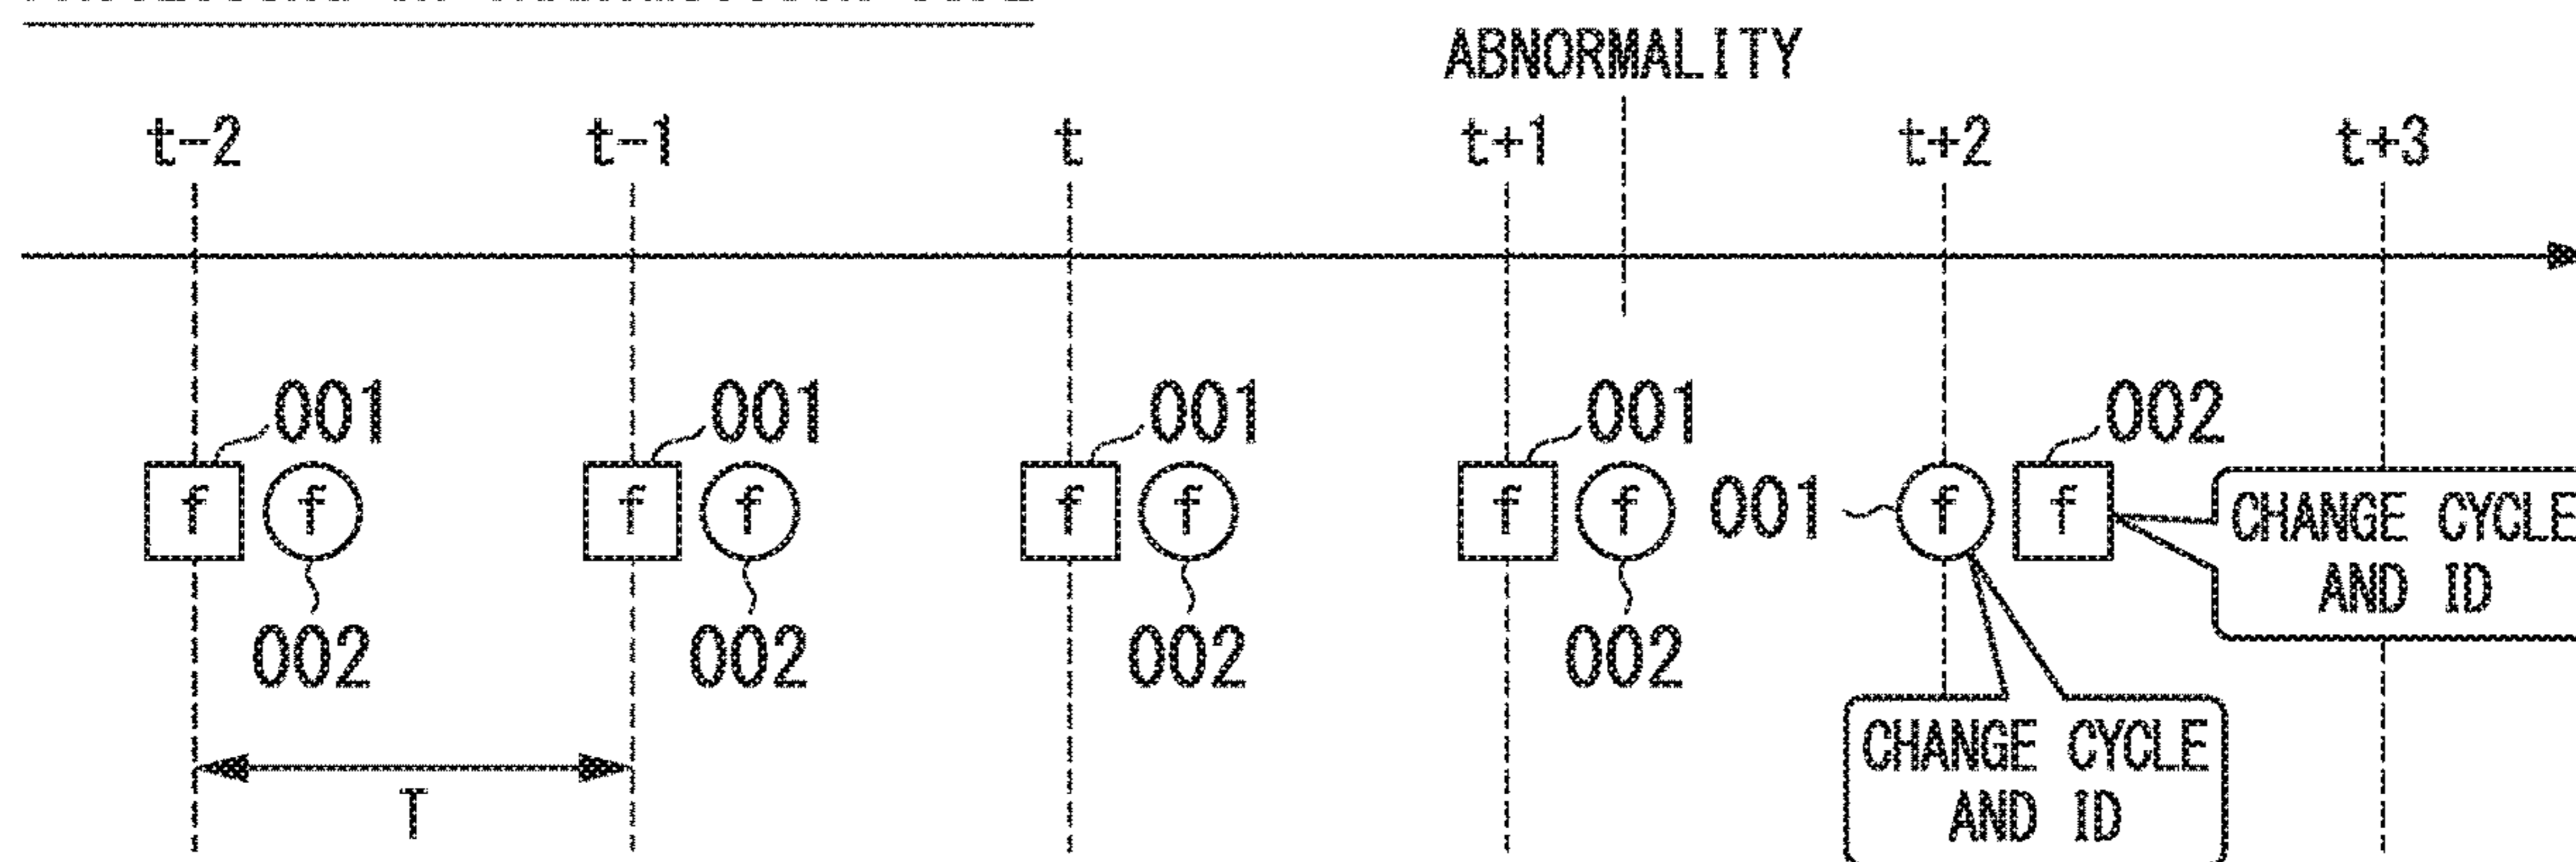 ABNORMALITY
t-2
t-1
t
t+1
t+2
t+3
001
001
001
001
002
f
f
f
f
f
f
f
f
001
f
f
CHANGE CYCLE
AND ID
002
002
002
002
CHANGE CYCLE
AND ID
T